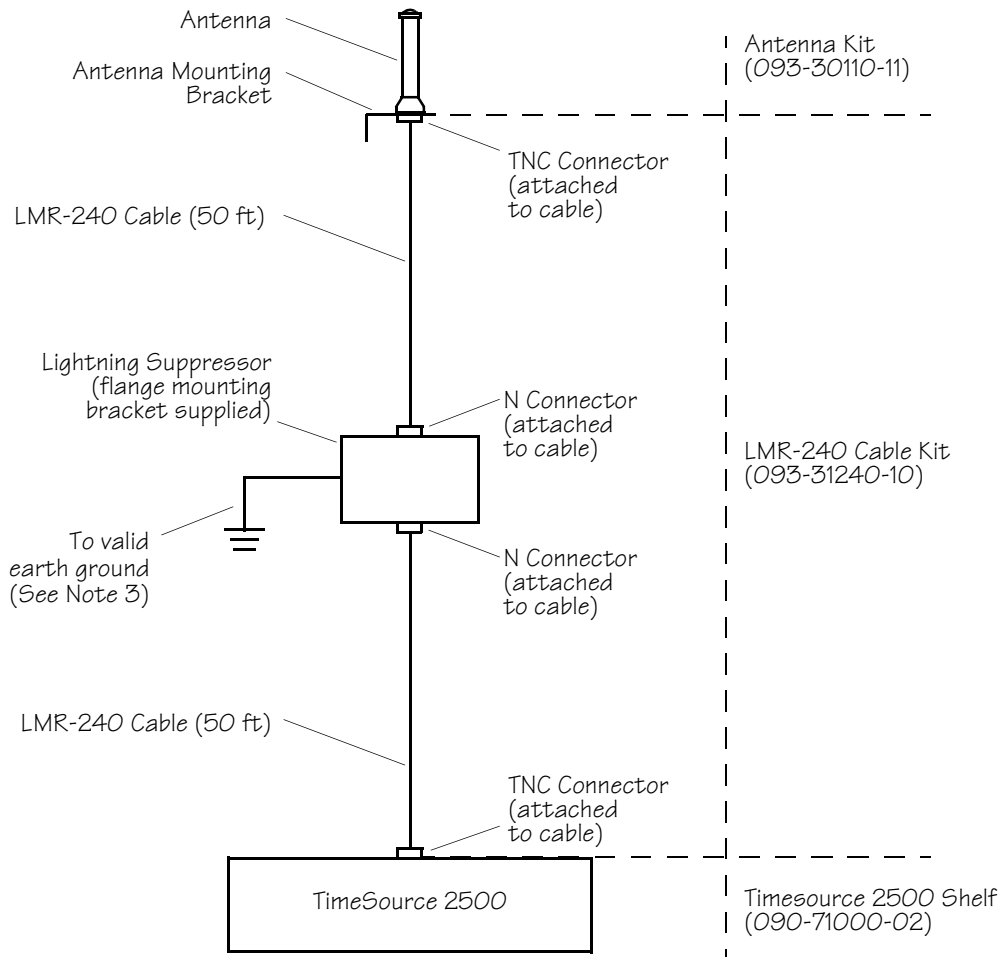 Antenna
Antenna Kit
(093-30110-11)
Antenna Mounting
Bracket
TNC Connector
(attached
to cable)
LMR-240 Cable (50 ft)
Lightning Suppressor
(flange mounting
bracket supplied)
N Connector
(attached
to cable)
LMR-240 Cable Kit
(093-31240-10)
To valid
earth ground
(See Note 3)
N Connector
(attached
to cable)
LMR-240 Cable (50 ft)
TNC Connector
(attached
to cable)
TimeSource 2500
Timesource 2500 Shelf
(090-71000-02)